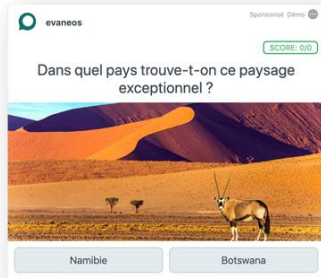 evaneos
Sponsorisé Démo
SCORE: 0/0
Dans quel pays trouve-t-on ce paysage
exceptionnel ?
Namibie
Botswana